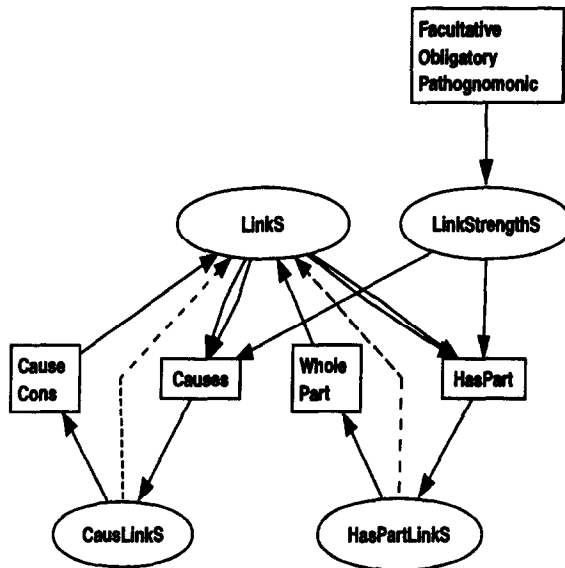 Facultative
Obligatory
Pathognomonic
LinkS
LinkStrengthS
Cause
Cons
Causes
Whole
Part
HasPart
CausLinkS
HasPartLinkS